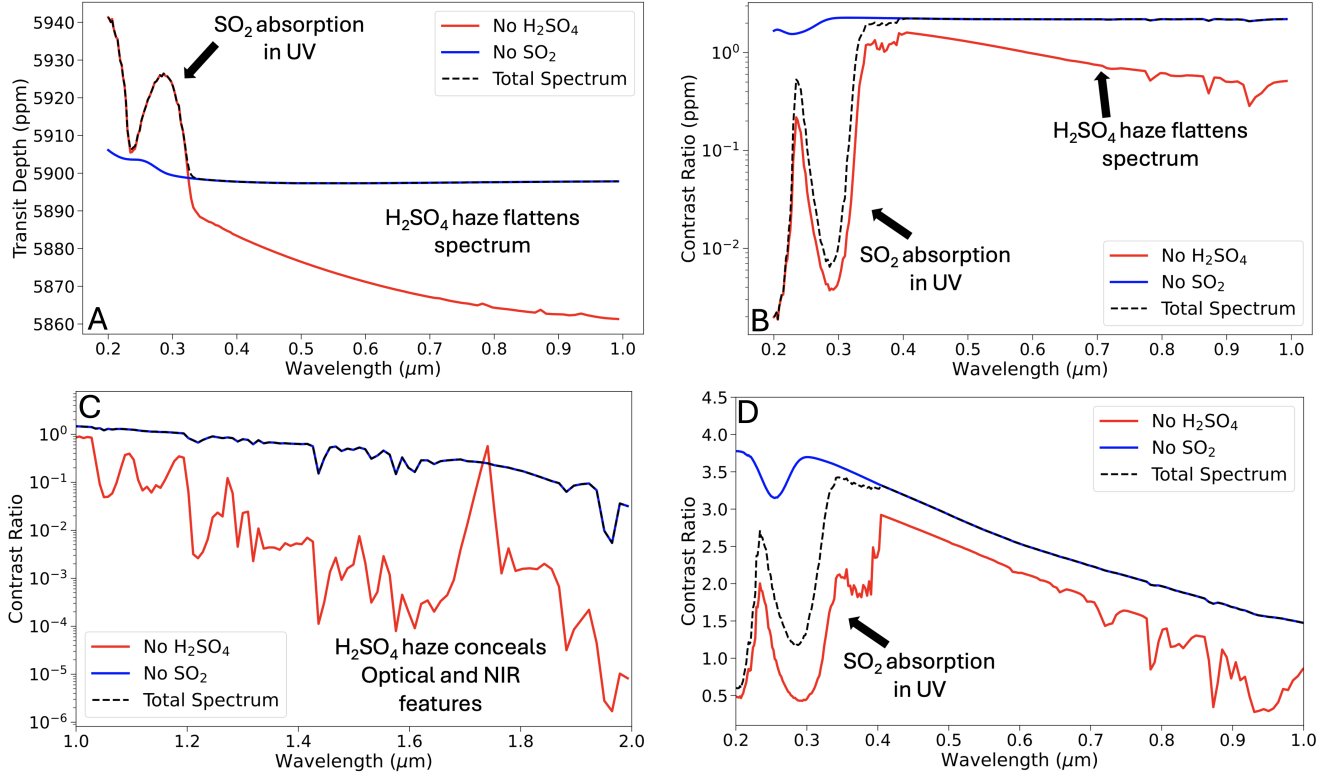 A
SO₂ absorption
in UV
No H₂SO₄
No SO₂
Total Spectrum
H₂SO₄ haze flattens
spectrum
Transit Depth (ppm)
5940
5930
5920
5910
5900
5890
5880
5870
5860
0.2 0.3 0.4 0.5 0.6 0.7 0.8 0.9 1.0
Wavelength (μm)
B
H₂SO₄ haze flattens
spectrum
SO₂ absorption
in UV
No H₂SO₄
No SO₂
Total Spectrum
Contrast Ratio (ppm)
10⁰
10⁻¹
10⁻²
0.2 0.3 0.4 0.5 0.6 0.7 0.8 0.9 1.0
Wavelength (μm)
C
No H₂SO₄
No SO₂
Total Spectrum
H₂SO₄ haze conceals
Optical and NIR
features
Contrast Ratio
10⁰
10⁻¹
10⁻²
10⁻³
10⁻⁴
10⁻⁵
10⁻⁶
1.0 1.2 1.4 1.6 1.8 2.0
Wavelength (μm)
D
No H₂SO₄
No SO₂
Total Spectrum
SO₂ absorption
in UV
Contrast Ratio
4.5
4.0
3.5
3.0
2.5
2.0
1.5
1.0
0.5
0.2 0.3 0.4 0.5 0.6 0.7 0.8 0.9 1.0
Wavelength (μm)